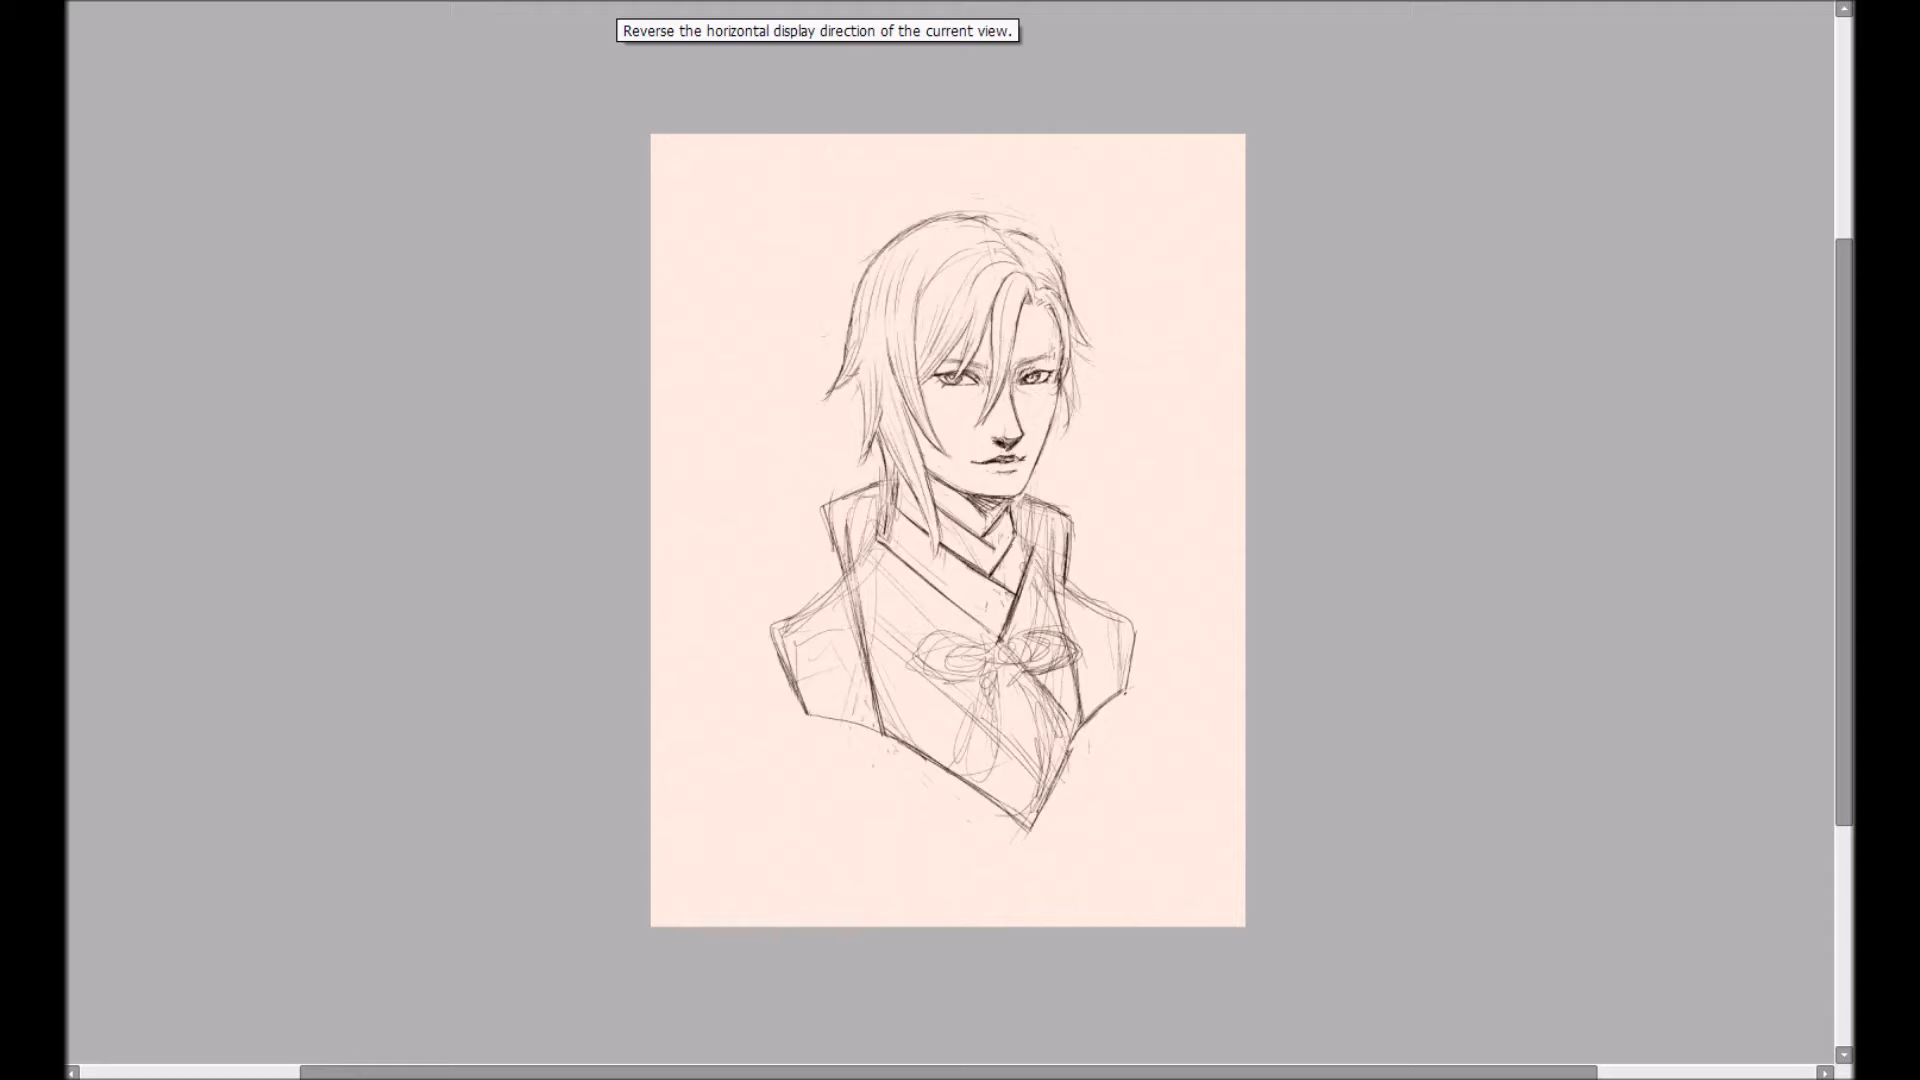 Reverse the horizontal display direction of the current view.